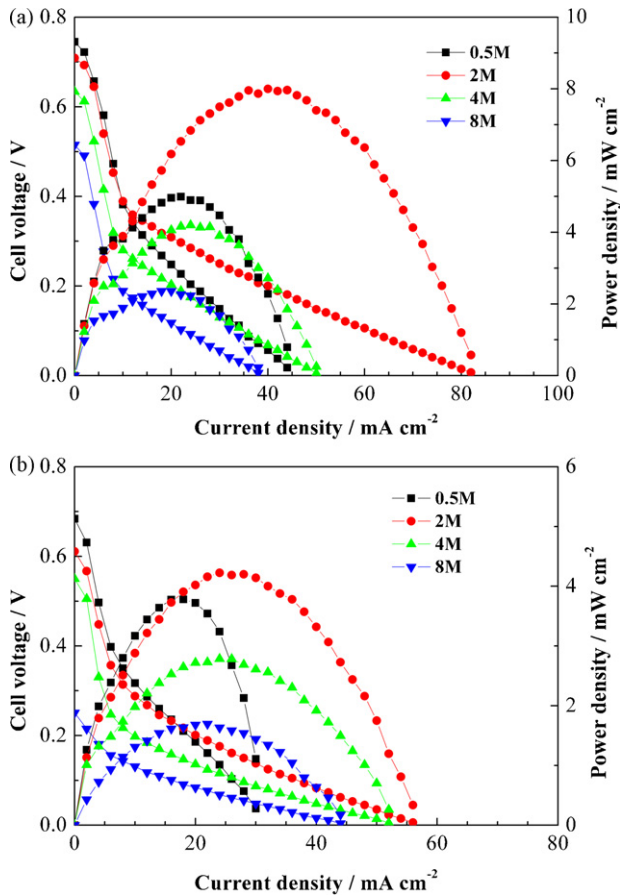 (a)
0.8
0.6
0.4
0.2
0.0
Cell voltage / V
10
8
6
4
2
0
Power density / mW cm-2
0.5M
2M
4M
8M
0 20 40 60 80 100
Current density / mA cm-2
(b)
0.8
0.6
0.4
0.2
0.0
Cell voltage / V
6
4
2
0
Power density / mW cm-2
0.5M
2M
4M
8M
0 20 40 60 80
Current density / mA cm-2